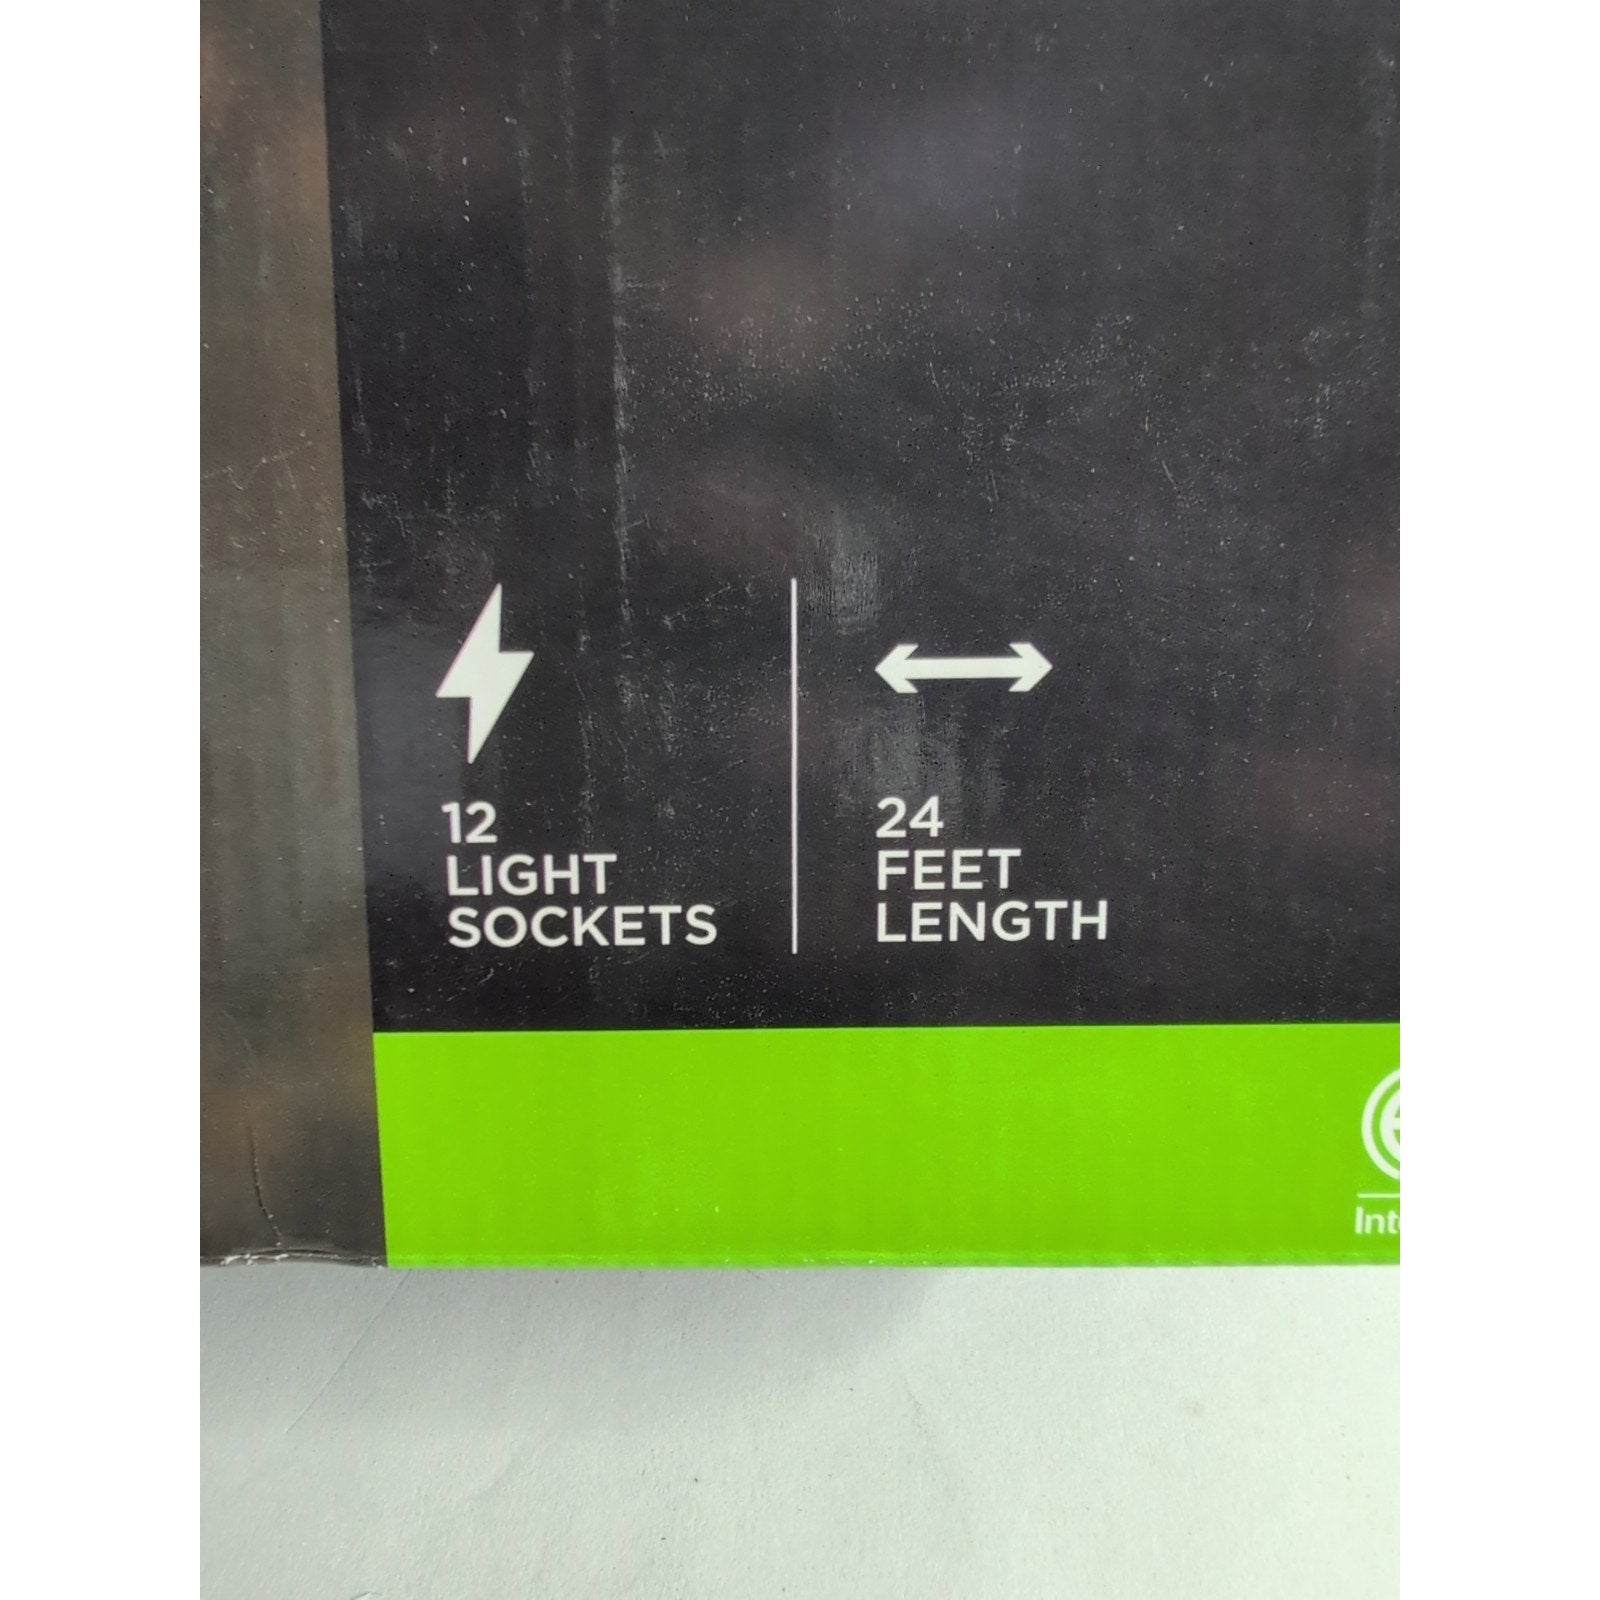 12
LIGHT
SOCKETS
24
FEET
LENGTH